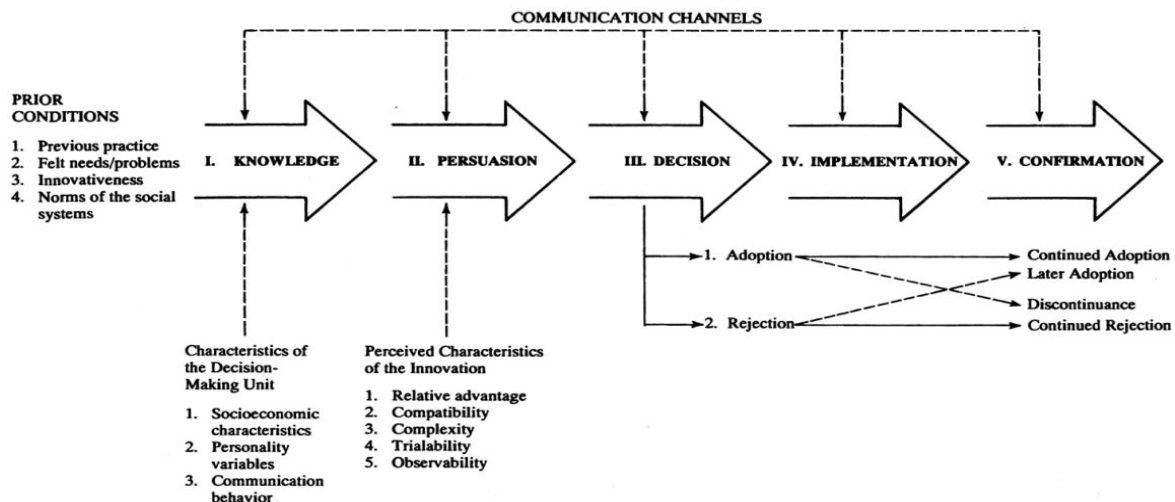 COMMUNICATION CHANNELS
PRIOR
CONDITIONS
1. Previous practice
2. Felt needs/problems
3. Innovativeness
4. Norms of the social
systems
I. KNOWLEDGE
II. PERSUASION
III. DECISION
IV. IMPLEMENTATION
V. CONFIRMATION
1. Adoption
2. Rejection
Continued Adoption
Later Adoption
Discontinuance
Continued Rejection
Characteristics of
the Decision-
Making Unit
1. Socioeconomic
characteristics
2. Personality
variables
3. Communication
behavior
Perceived Characteristics
of the Innovation
1. Relative advantage
2. Compatibility
3. Complexity
4. Trialability
5. Observability